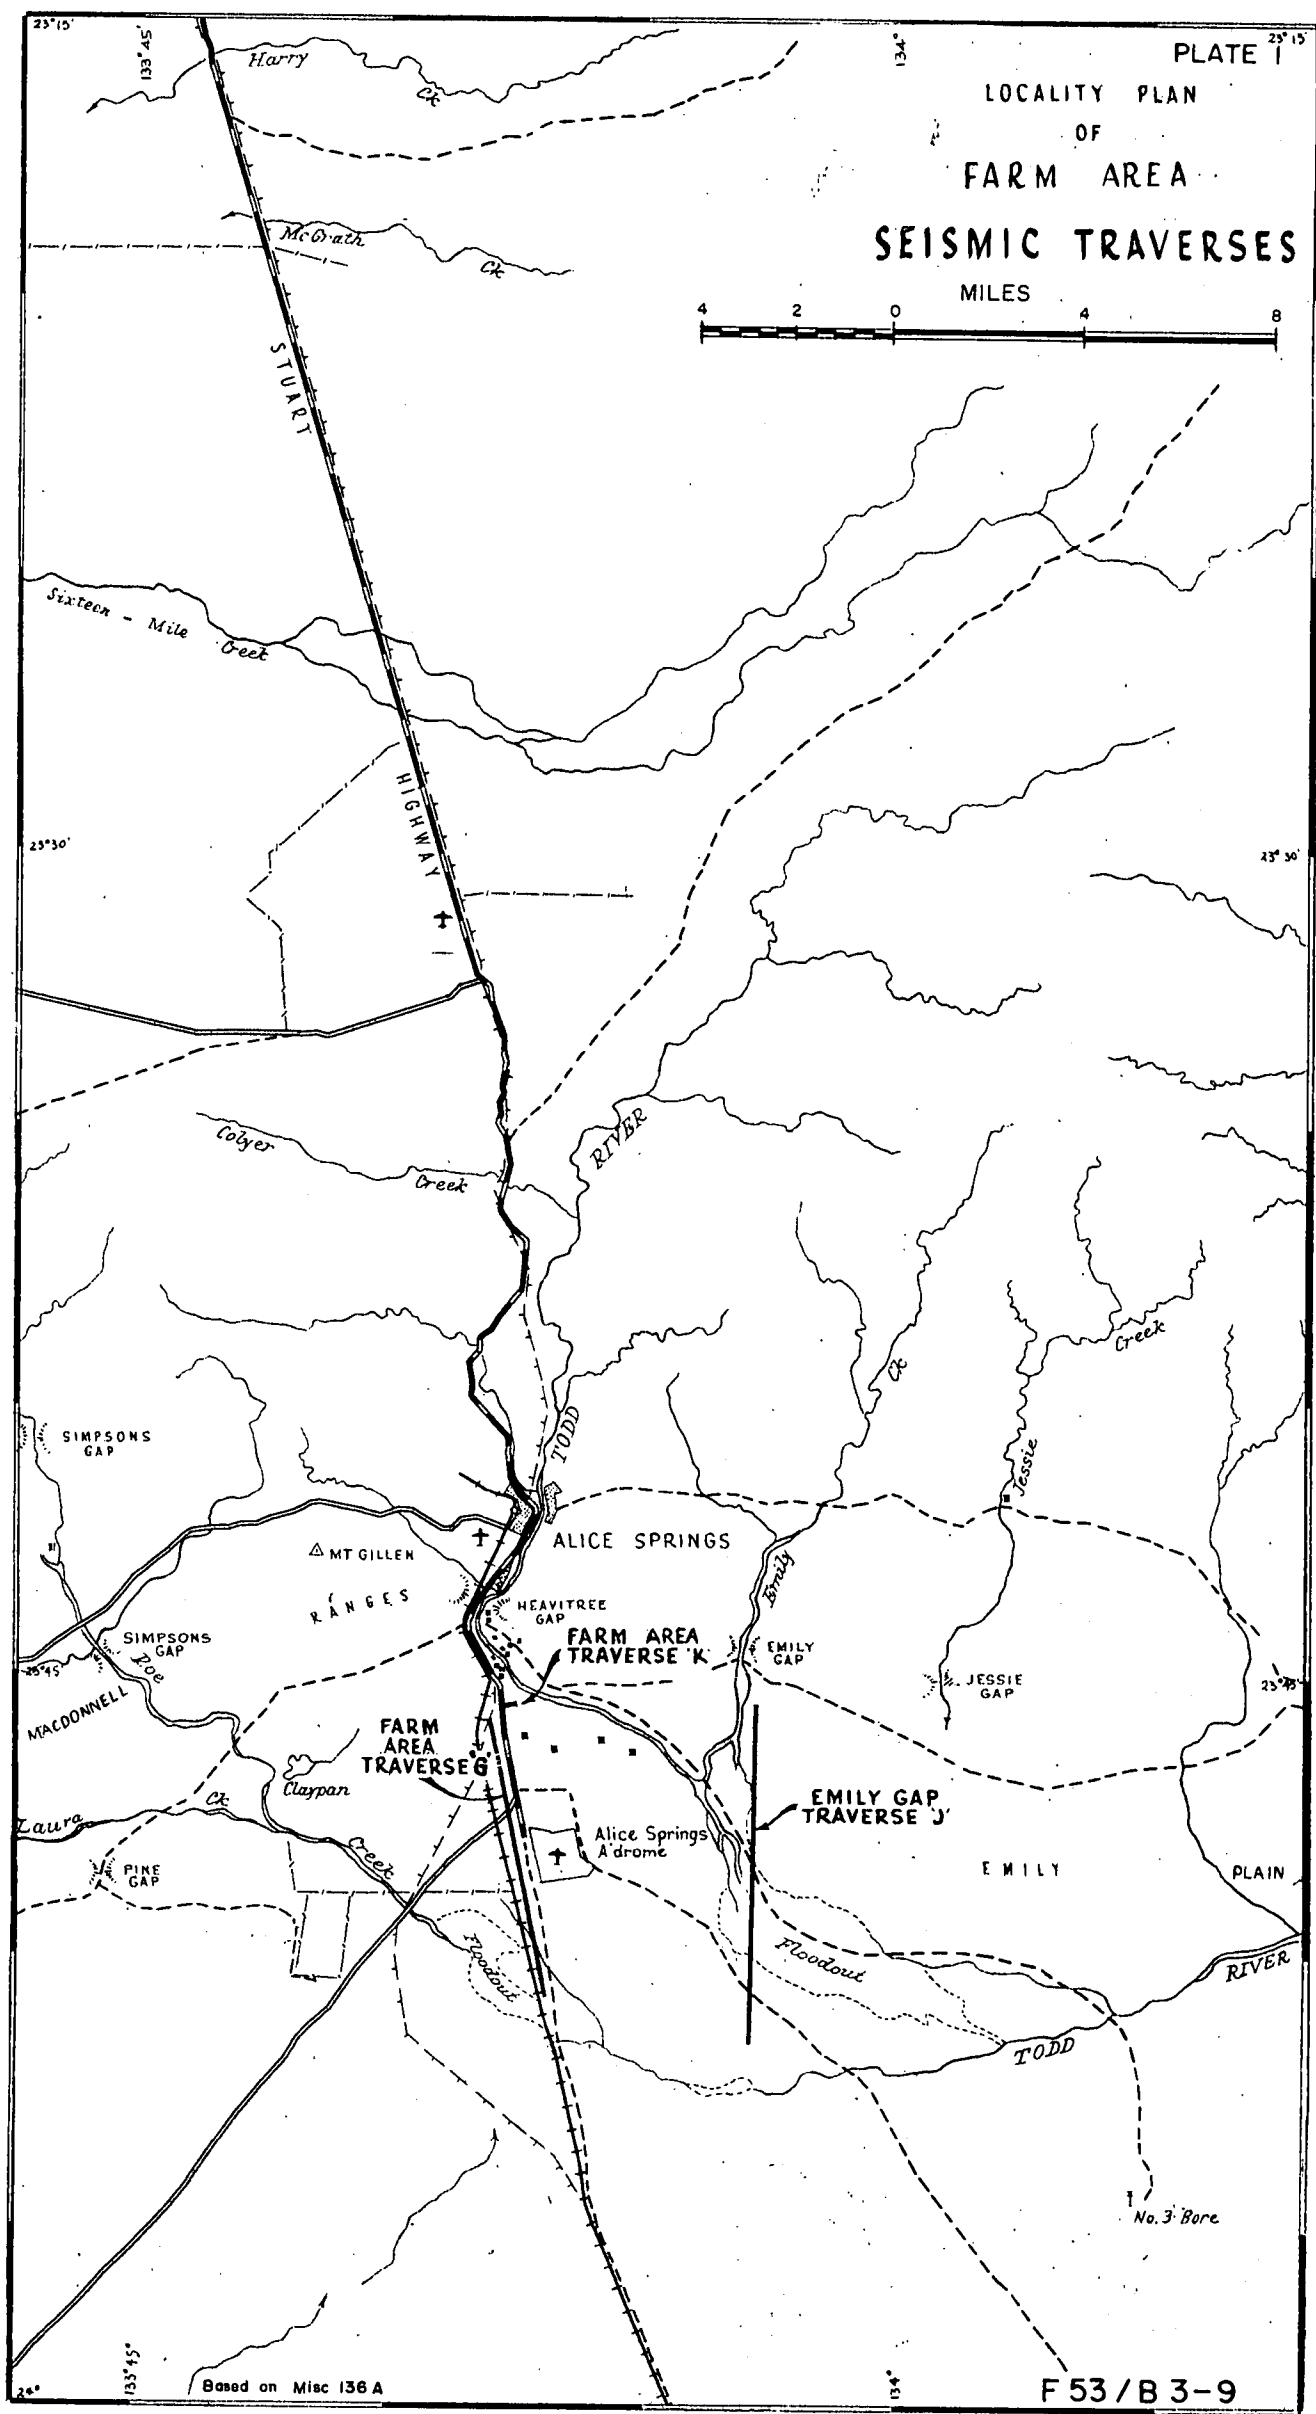 23°15'
133°45'
134°
23°15'
PLATE 1
LOCALITY PLAN
OF
FARM AREA
SEISMIC TRAVERSES
MILES
4 2 0 4 8
Harry
Ck
McGrath
Ck
STUART
Sixteen - Mile Creek
HIGHWAY
23°30'
23°30'
Colyer
Creek
RIVER
Creek
Ck
TODD
Jessie
SIMPSONS
GAP
ALICE SPRINGS
MT GILLEN
RANGES
Emily
HEAVITREE
GAP
FARM AREA
TRAVERSE 'K'
EMILY
GAP
SIMPSONS
GAP
Roe
23°45'
JESSIE
GAP
23°45'
MACDONNELL
FARM
AREA
TRAVERSE 'G'
Claypan
EMILY GAP
TRAVERSE 'J'
Laura
Ck
Creek
Alice Springs
A'drome
PINE
GAP
EMILY
PLAIN
Floodout
Floodout
RIVER
TODD
No. 3 Bore
133°45'
24°
Based on Misc 136 A
134°
F 53 / B 3-9